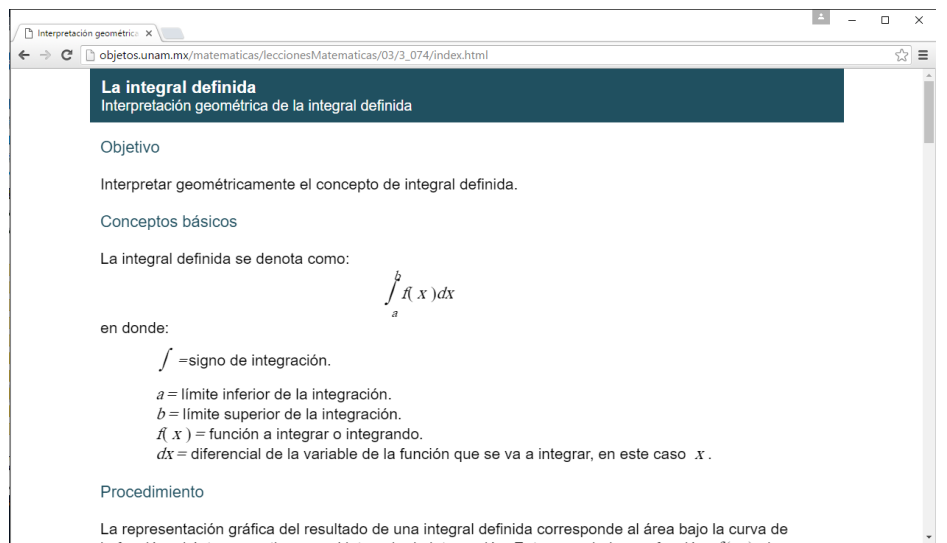 Interpretación geométrica
objetos.unam.mx/matematicas/leccionesMatematicas/03/3_074/index.html
La integral definida
Interpretación geométrica de la integral definida
Objetivo
Interpretar geométricamente el concepto de integral definida.
Conceptos básicos
La integral definida se denota como:
∫_a^b f( x )dx
en donde:
∫ =signo de integración.
a = límite inferior de la integración.
b = límite superior de la integración.
f( x ) = función a integrar o integrando.
dx = diferencial de la variable de la función que se va a integrar, en este caso x .
Procedimiento
La representación gráfica del resultado de una integral definida corresponde al área bajo la curva de